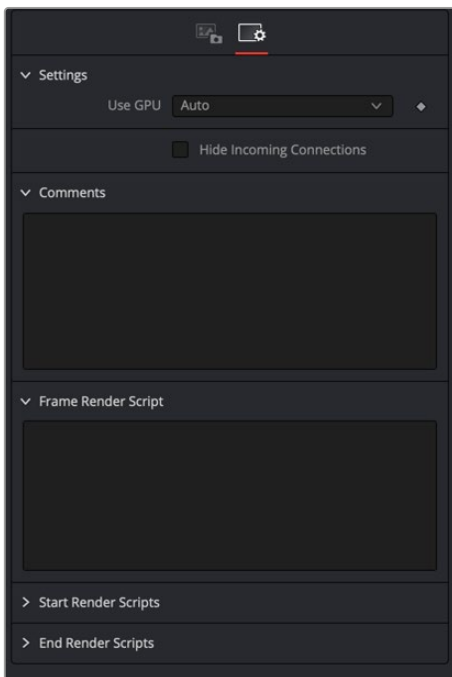 Settings
Use GPU Auto
Hide Incoming Connections
Comments
Frame Render Script
Start Render Scripts
End Render Scripts